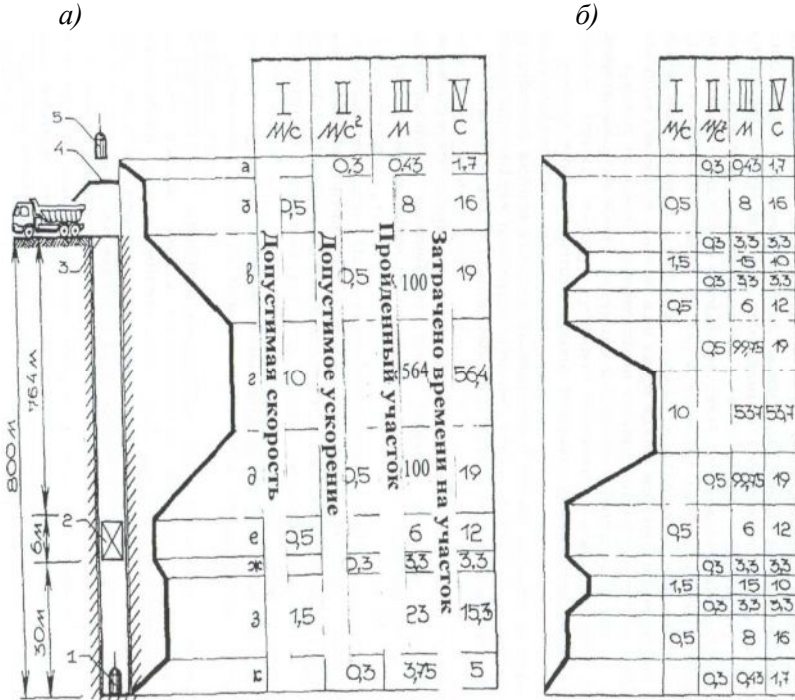 а)
б)
I II III IV
м/с м/с² м с
а 0,3 0,43 1,7
б 0,5 8 16
в 0,5 100 19
г 10 564 56,4
д 0,5 100 19
е 0,5 6 12
ж 0,3 3,3 3,3
з 1,5 23 15,3
к 0,3 3,75 5
Допустимая скорость
Допустимое ускорение
Пройденный участок
Затрачено времени на участок
5
4
3
2
1
800 м
764 м
6 м
30 м
I II III IV
м/с м/с² м с
0,3 0,43 1,7
0,5 8 16
0,3 3,3 3,3
1,5 15 10
0,3 3,3 3,3
0,5 6 12
0,5 99,75 19
10 537 53,7
0,5 99,75 19
0,5 6 12
0,3 3,3 3,3
1,5 15 10
0,3 3,3 3,3
0,5 8 16
0,3 0,43 1,7